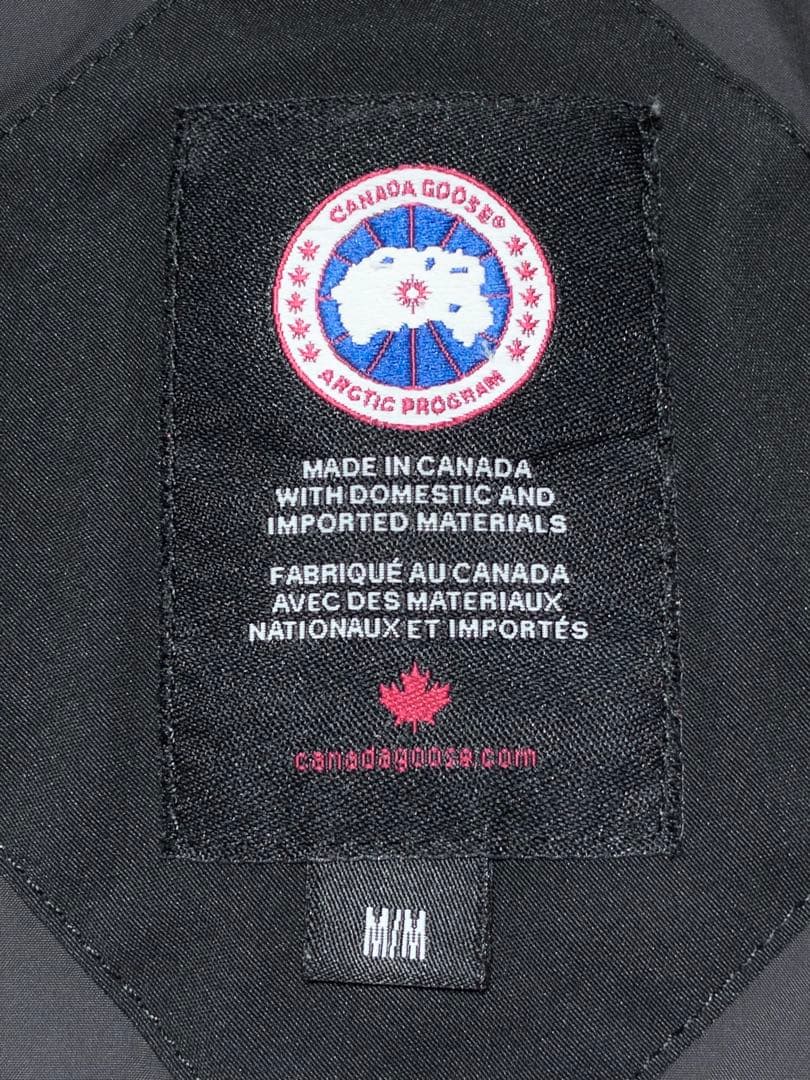 CANADA GOOSE®
ARCTIC PROGRAM
MADE IN CANADA
WITH DOMESTIC AND
IMPORTED MATERIALS
FABRIQUÉ AU CANADA
AVEC DES MATERIAUX
NATIONAUX ET IMPORTÉS
canadagoose.com
M/M